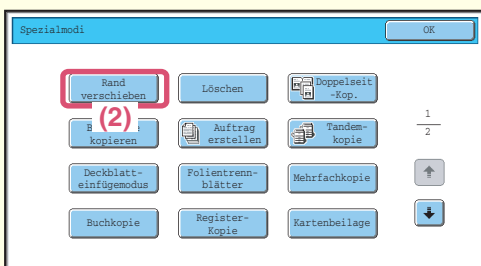 Spezialmodi
OK
Rand
verschieben
Löschen
Doppelseit
-Kop.
(2)
kopieren
Auftrag
erstellen
Tandem-
kopie
1
2
Deckblatt-
einfügemodus
Folientrenn-
blätter
Mehrfachkopie
Buchkopie
Register-
Kopie
Kartenbeilage